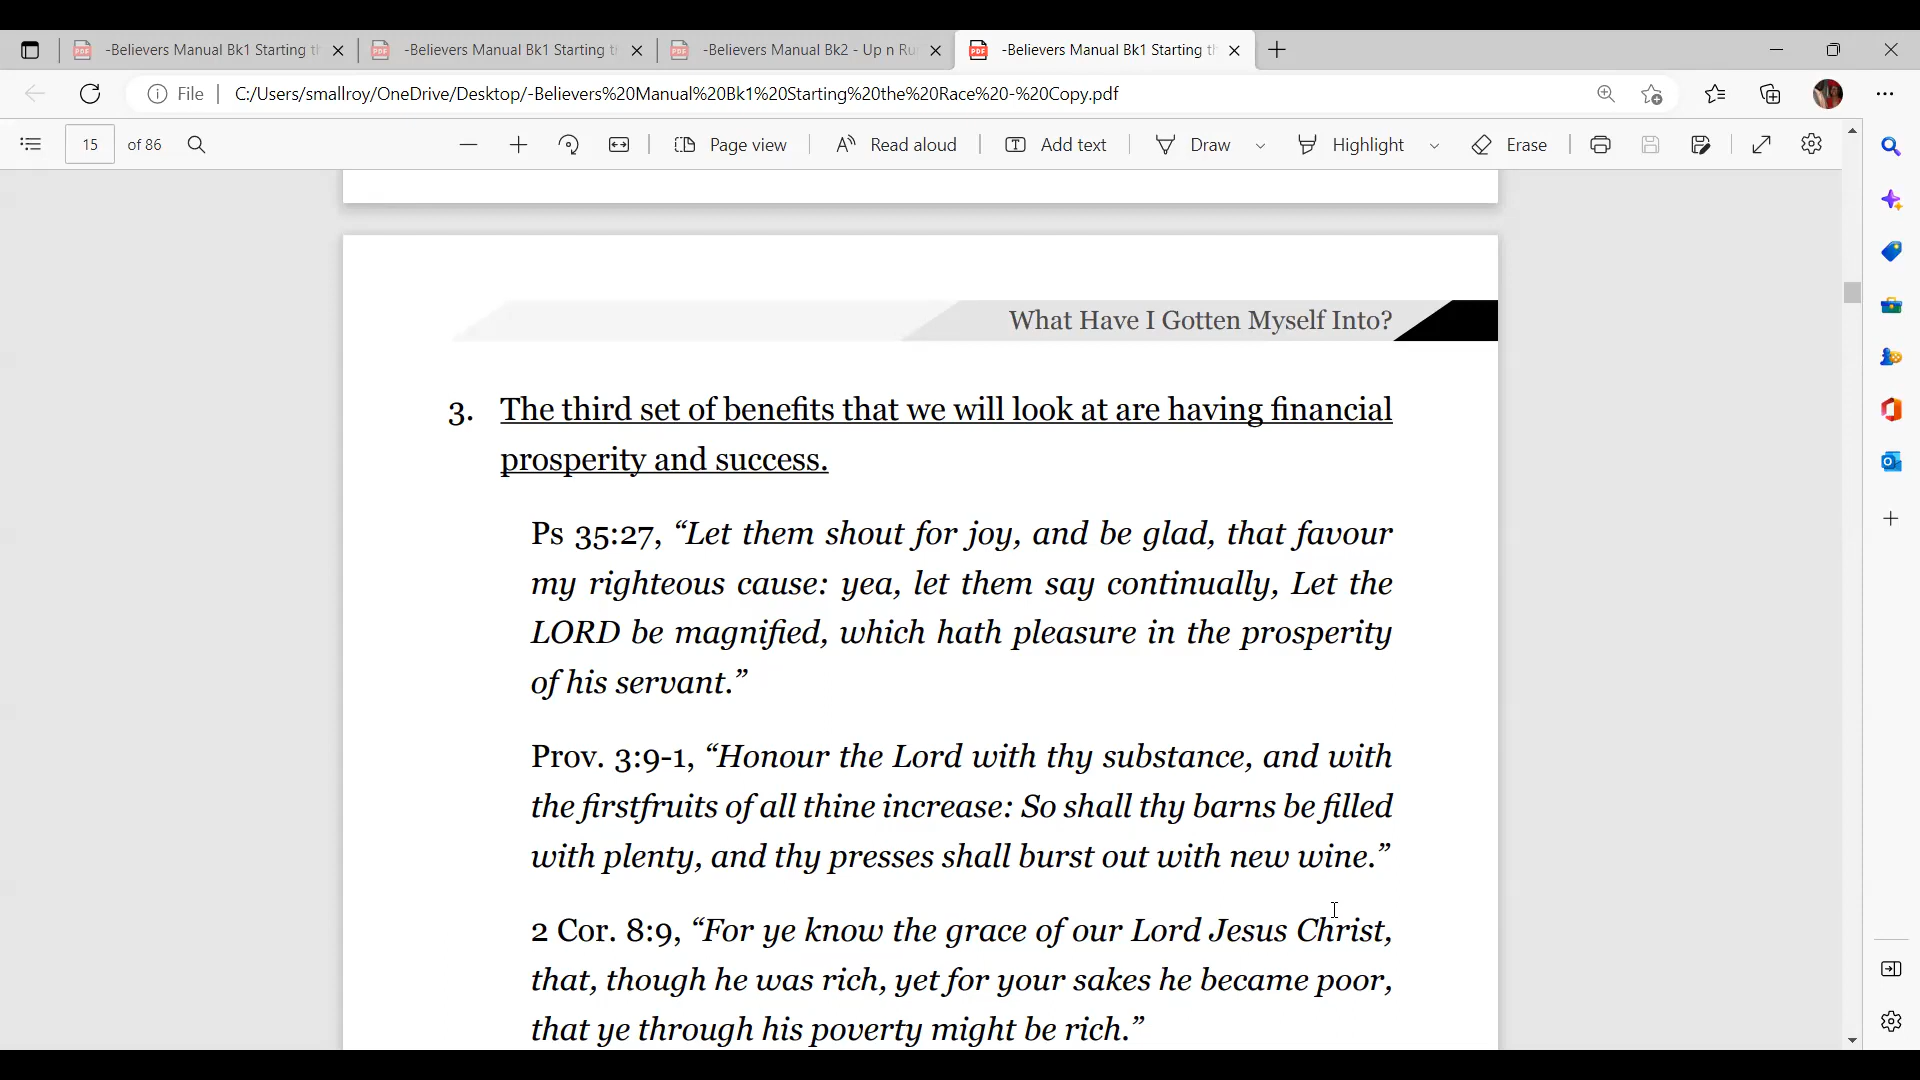 -Believers Manual Bk1 Starting th
-Believers Manual Bk1 Starting th
-Believers Manual Bk2 - Up n Ru
-Believers Manual Bk1 Starting th
File
C:/Users/smallroy/OneDrive/Desktop/-Believers%20Manual%20Bk1%20Starting%20the%20Race%20-%20Copy.pdf
15 of 86
Page view
Read aloud
Add text
Draw
Highlight
Erase
What Have I Gotten Myself Into?
3. The third set of benefits that we will look at are having financial
prosperity and success.
Ps 35:27, “Let them shout for joy, and be glad, that favour
my righteous cause: yea, let them say continually, Let the
LORD be magnified, which hath pleasure in the prosperity
of his servant.”
Prov. 3:9-1, “Honour the Lord with thy substance, and with
the firstfruits of all thine increase: So shall thy barns be filled
with plenty, and thy presses shall burst out with new wine.”
2 Cor. 8:9, “For ye know the grace of our Lord Jesus Christ,
that, though he was rich, yet for your sakes he became poor,
that ye through his poverty might be rich.”